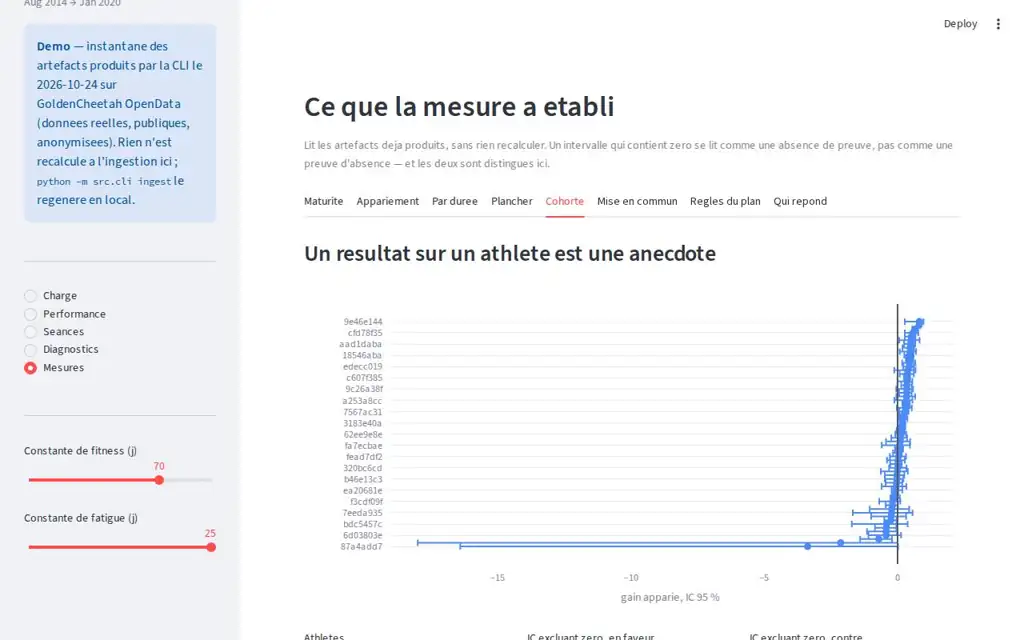 Aug 2014 → Jan 2020
Demo — instantane des
artefacts produits par la CLI le
2026-10-24 sur
GoldenCheetah OpenData
(donnees reelles, publiques,
anonymisees). Rien n'est
recalcule a l'ingestion ici ;
python -m src.cli ingest le
regenere en local.
Charge
Performance
Seances
Diagnostics
Mesures
Constante de fitness (j)
70
Constante de fatigue (j)
25
Deploy
Ce que la mesure a etabli
Lit les artefacts deja produits, sans rien recalculer. Un intervalle qui contient zero se lit comme une absence de preuve, pas comme une
preuve d'absence — et les deux sont distingues ici.
Maturite Appariement Par duree Plancher Cohorte Mise en commun Regles du plan Qui repond
Un resultat sur un athlete est une anecdote
9e46e144
cfd78f35
aad1daba
18546aba
edecc019
c607f385
9c26a38f
a253a8cc
7567ac31
3183e40a
62ee9e8e
fa7ecbae
fead7df2
320bc6cd
b46e13c3
ea20681e
f3cdf09f
7eeda935
bdc5457c
6d03803e
87a4add7
−15 −10 −5 0
gain apparie, IC 95 %
Athletes IC excluant zero, en faveur IC excluant zero, contre